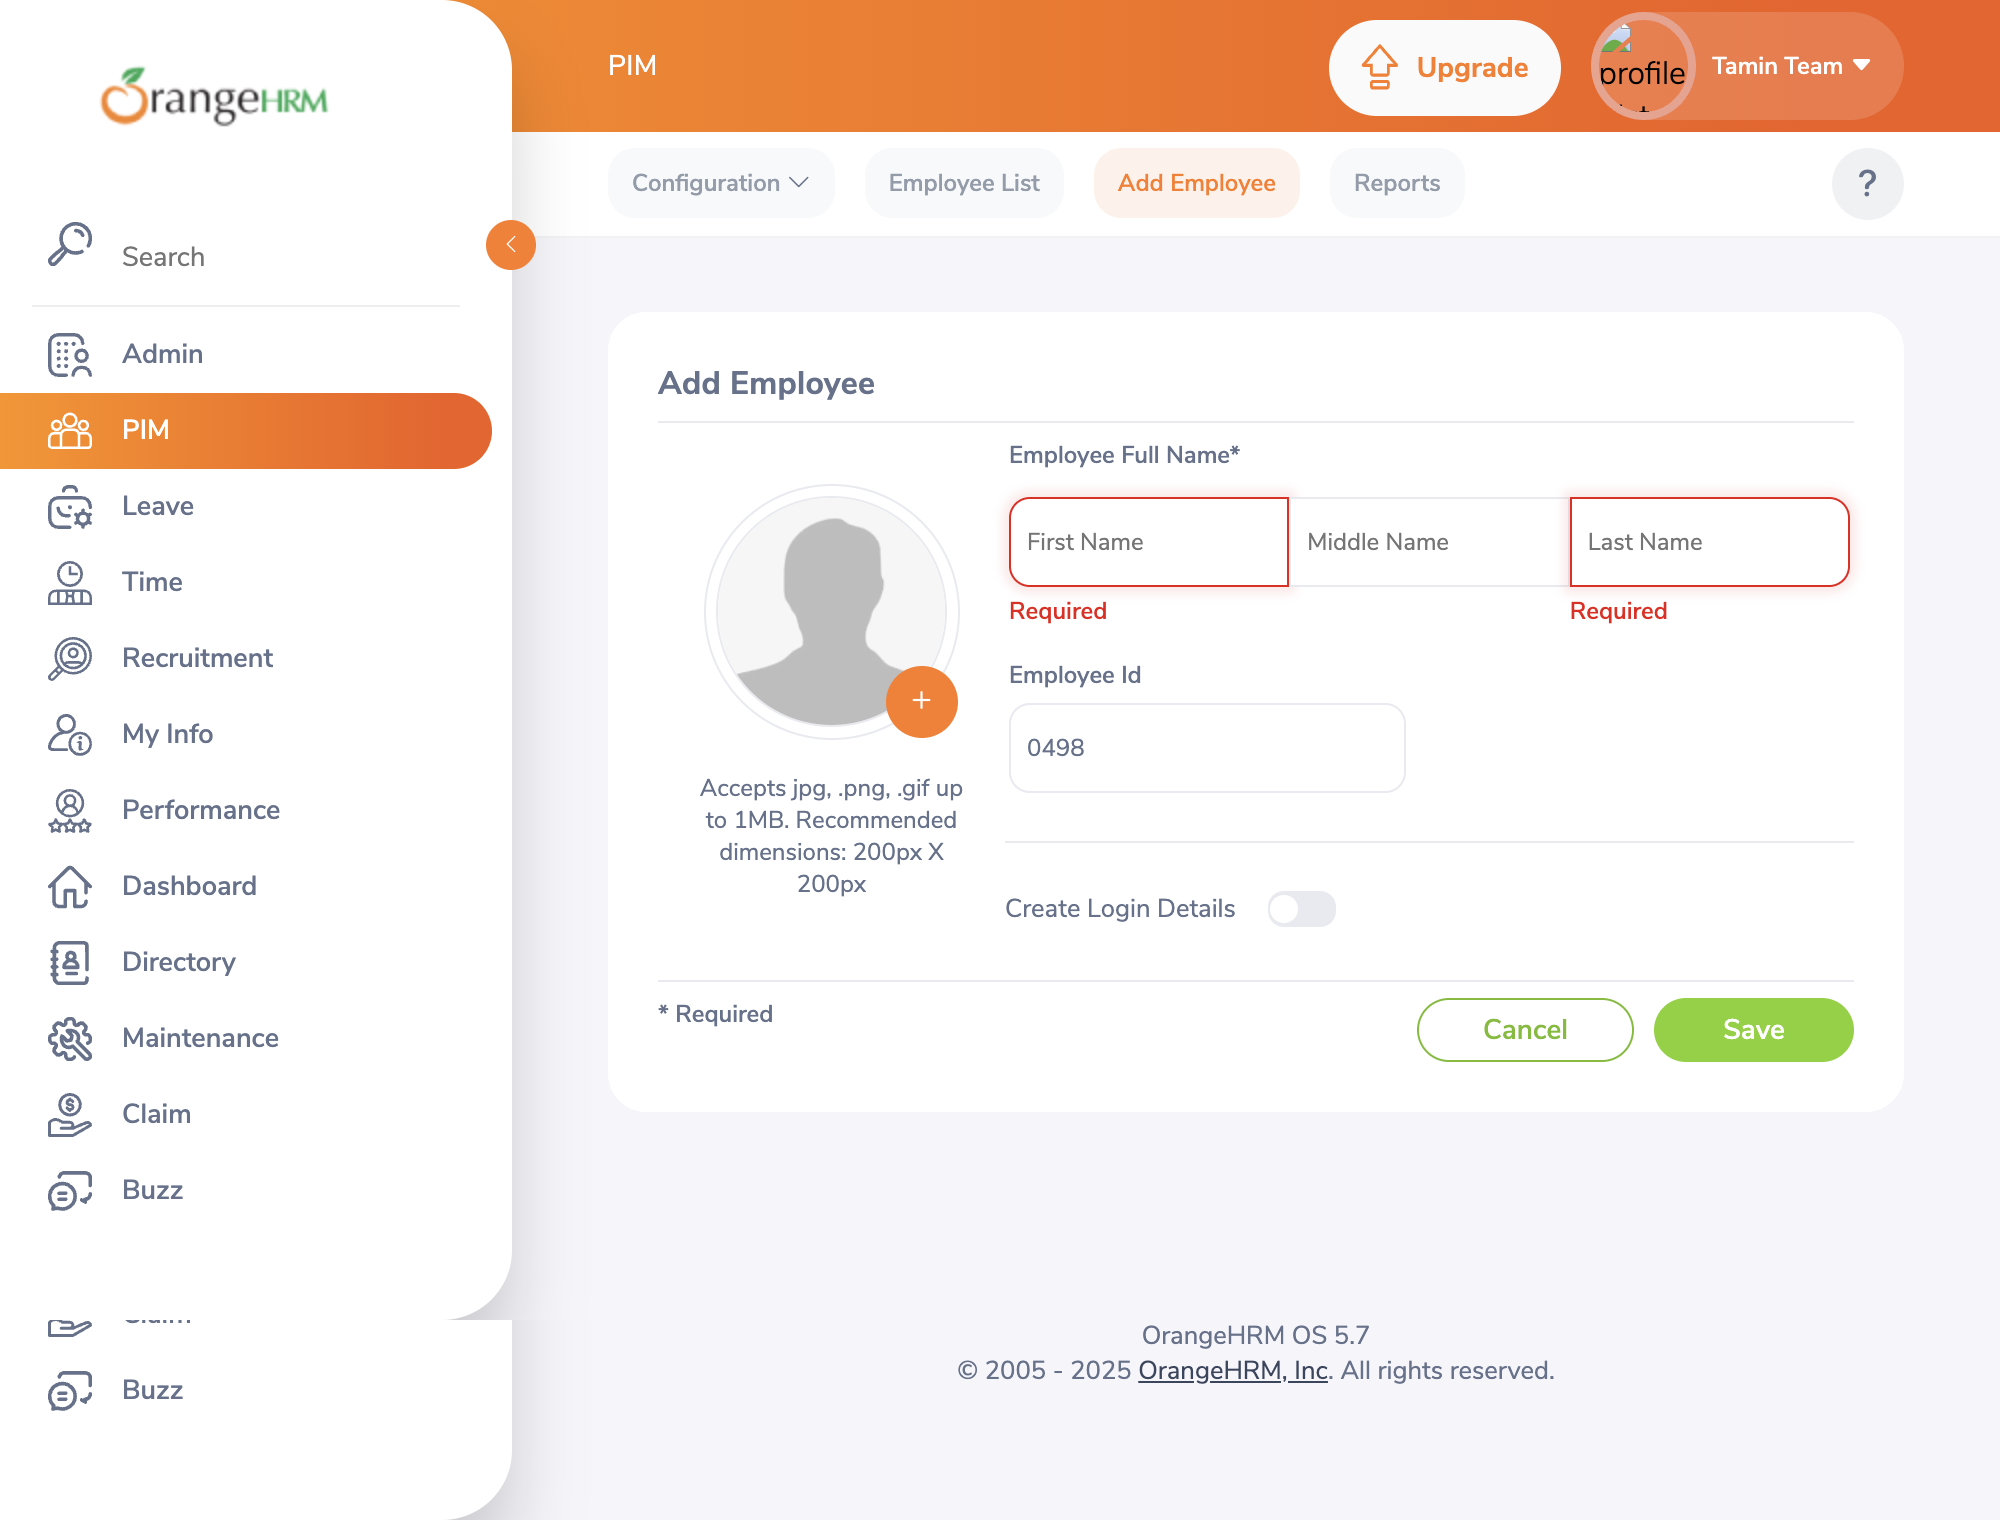 OrangeHRM
PIM
Upgrade
profile
Tamin Team
Configuration
Employee List
Add Employee
Reports
?
Search
Admin
PIM
Leave
Time
Recruitment
My Info
Performance
Dashboard
Directory
Maintenance
Claim
Buzz
Buzz
Add Employee
Employee Full Name*
First Name
Middle Name
Last Name
Required
Required
Employee Id
0498
Accepts jpg, .png, .gif up
to 1MB. Recommended
dimensions: 200px X
200px
Create Login Details
* Required
Cancel
Save
OrangeHRM OS 5.7
© 2005 - 2025 OrangeHRM, Inc. All rights reserved.